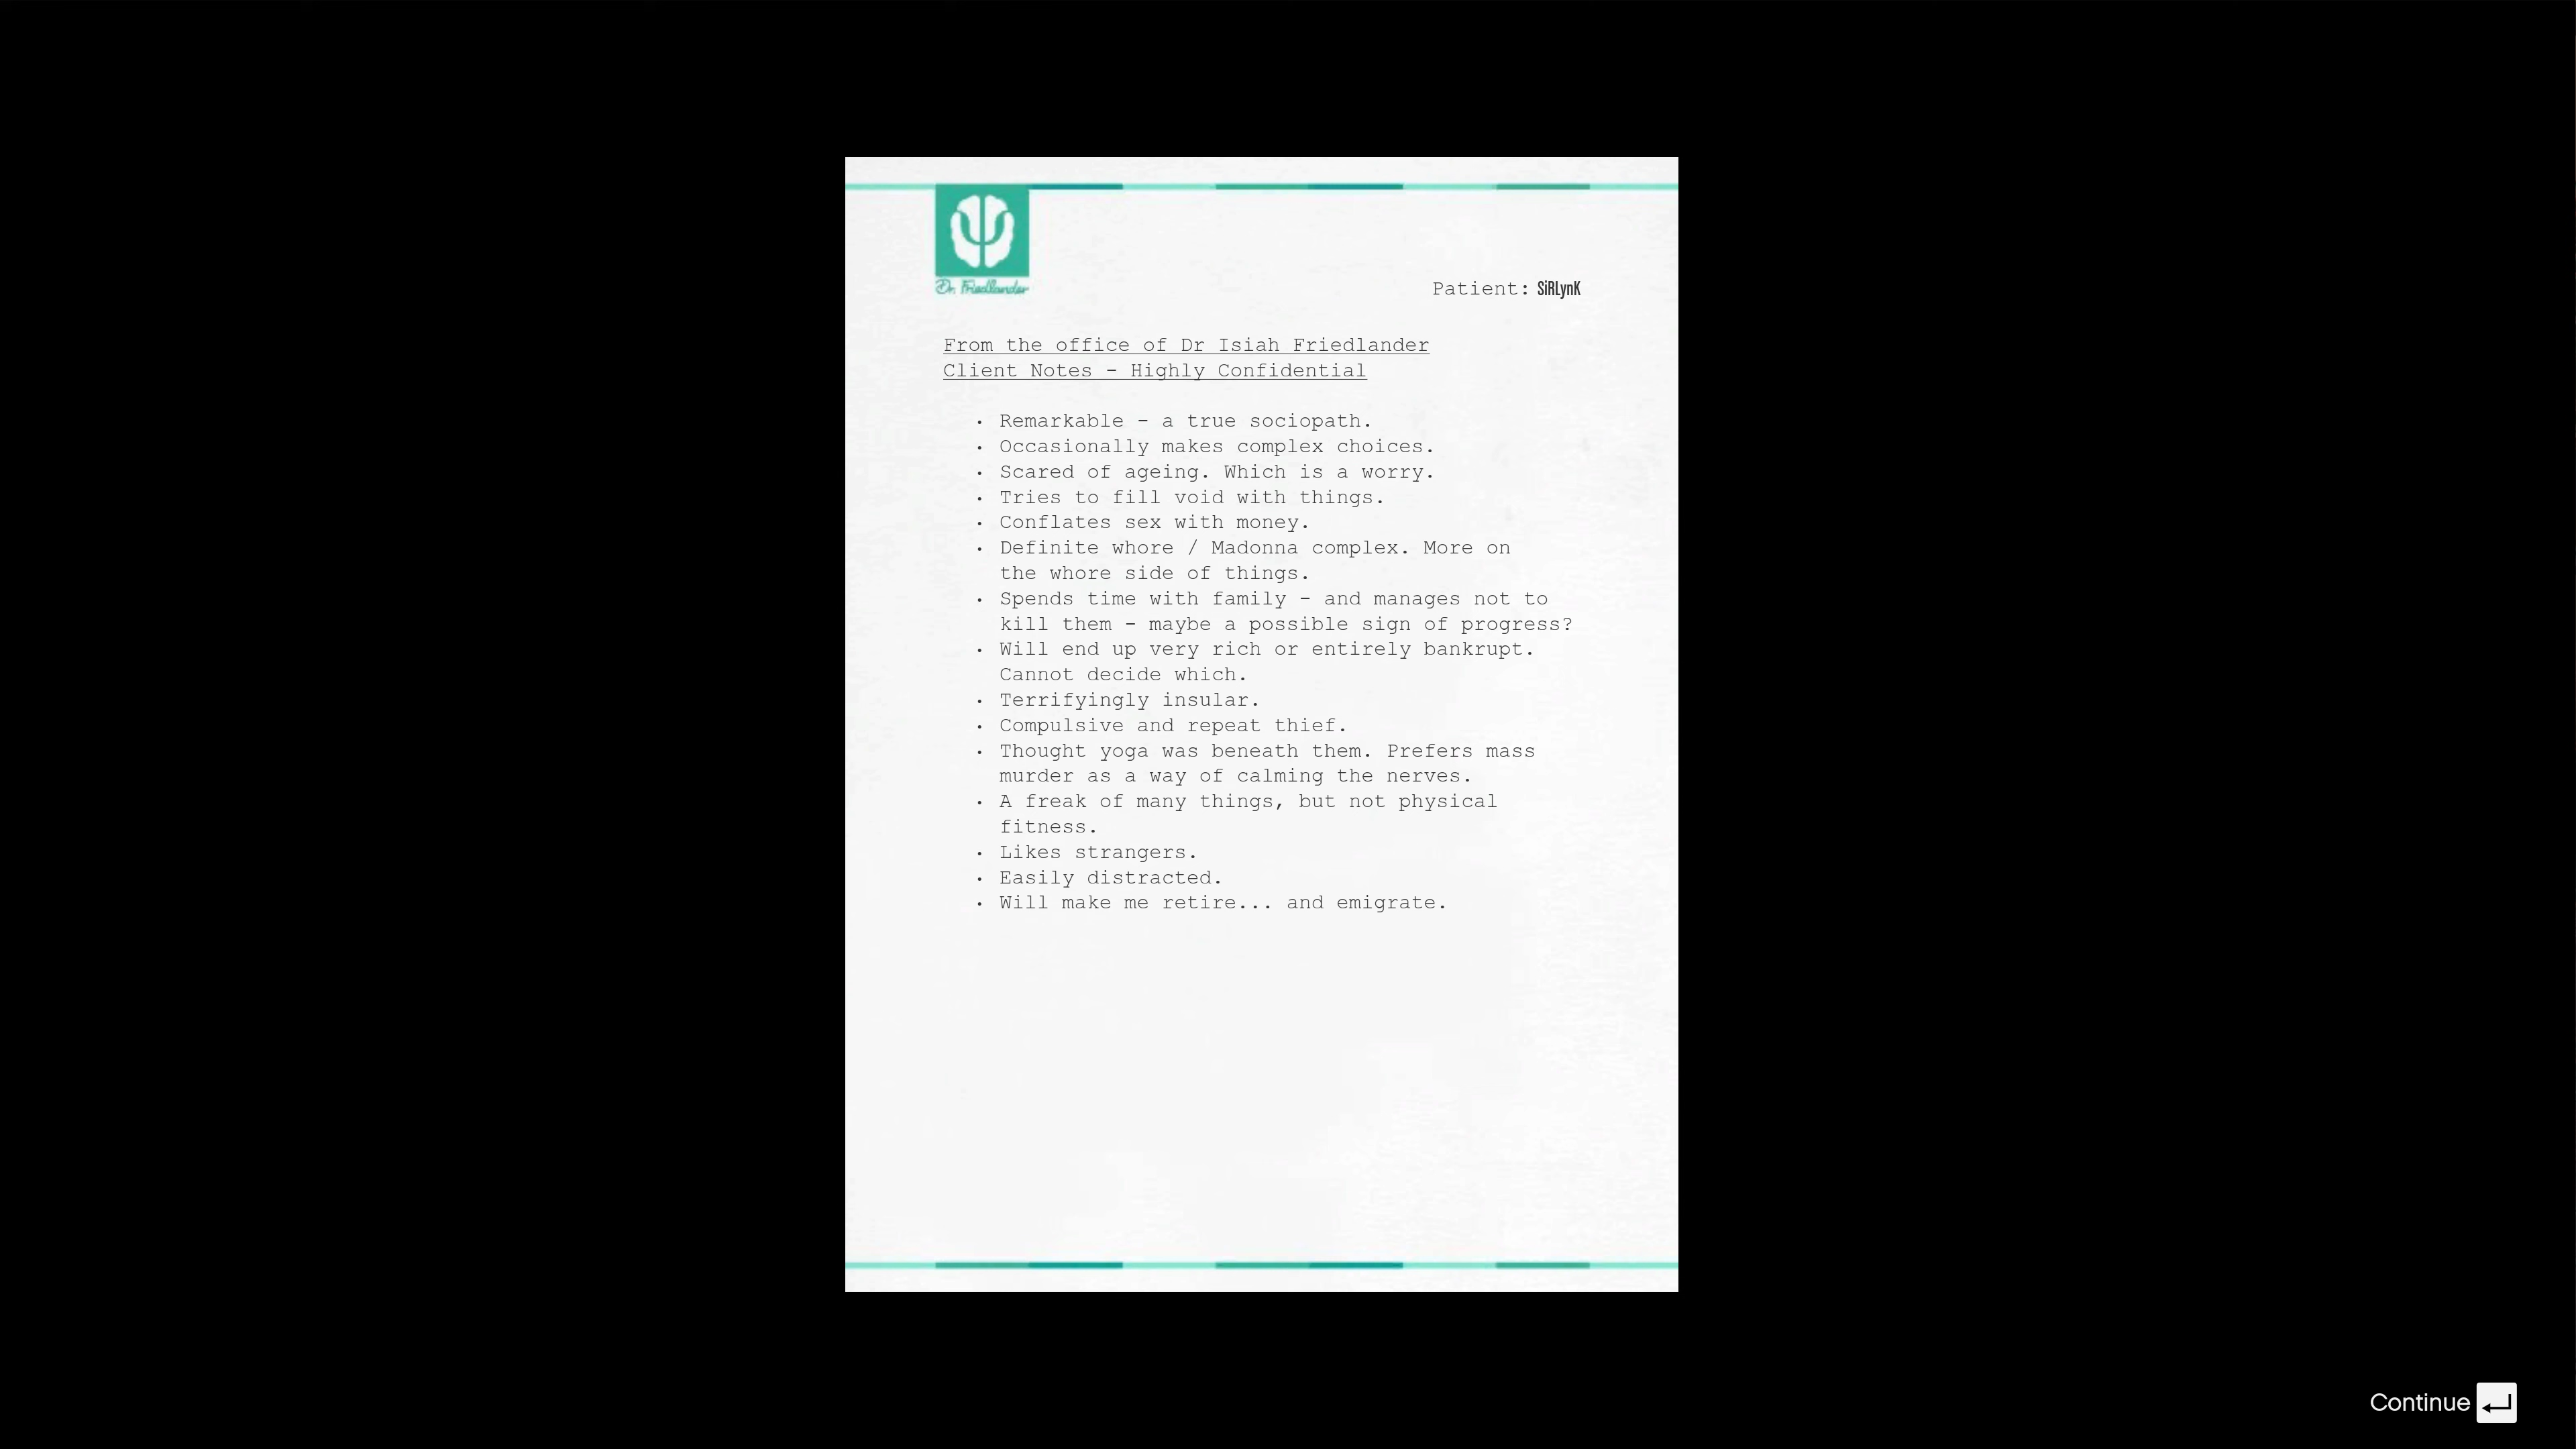 Dr. Friedlander
Patient: SiRLynK
From the office of Dr Isiah Friedlander
Client Notes - Highly Confidential
· Remarkable - a true sociopath.
· Occasionally makes complex choices.
· Scared of ageing. Which is a worry.
· Tries to fill void with things.
· Conflates sex with money.
· Definite whore / Madonna complex. More on
the whore side of things.
· Spends time with family - and manages not to
kill them - maybe a possible sign of progress?
· Will end up very rich or entirely bankrupt.
Cannot decide which.
· Terrifyingly insular.
· Compulsive and repeat thief.
· Thought yoga was beneath them. Prefers mass
murder as a way of calming the nerves.
· A freak of many things, but not physical
fitness.
· Likes strangers.
· Easily distracted.
· Will make me retire... and emigrate.
Continue